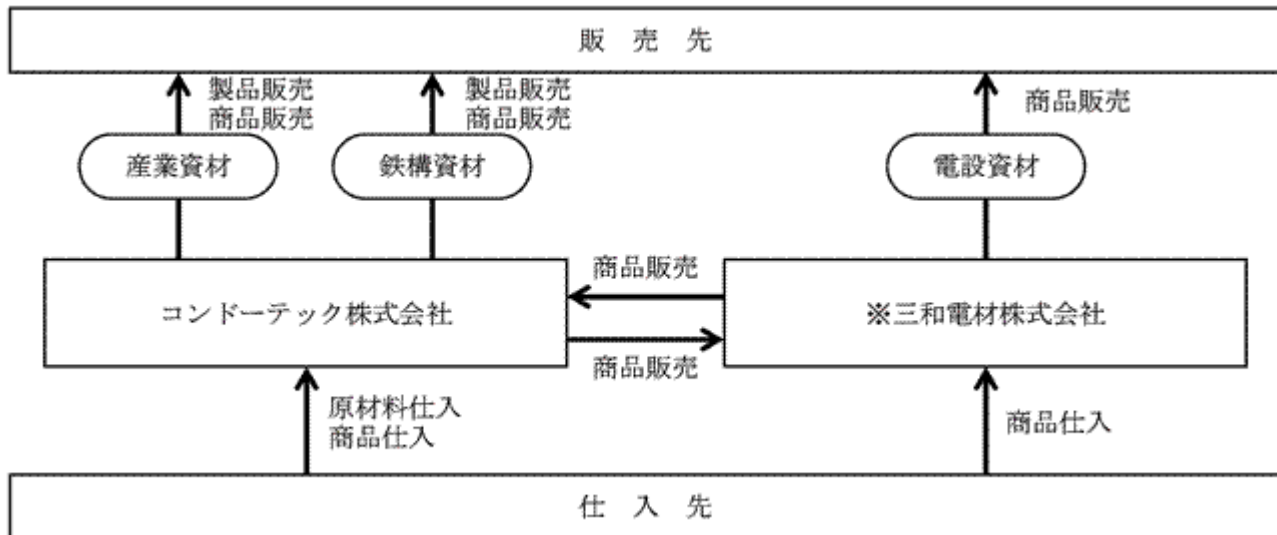 販 売 先
製品販売
商品販売
製品販売
商品販売
商品販売
産業資材
鉄構資材
電設資材
商品販売
コンドーテック株式会社
※三和電材株式会社
商品販売
原材料仕入
商品仕入
商品仕入
仕 入 先